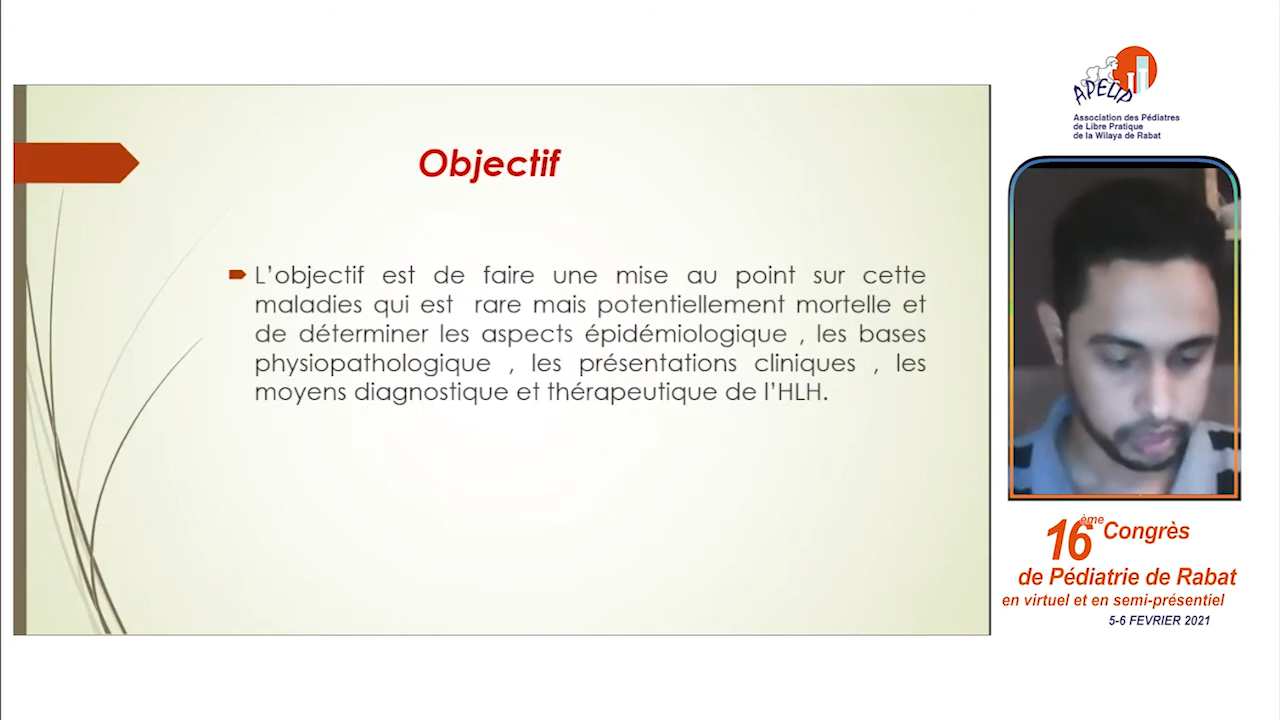 Objectif
L'objectif est de faire une mise au point sur cette
maladies qui est rare mais potentiellement mortelle et
de déterminer les aspects épidémiologique , les bases
physiopathologique , les présentations cliniques , les
moyens diagnostique et thérapeutique de l'HLH.
APELIP
Association des Pédiatres
de Libre Pratique
de la Wilaya de Rabat
16ème Congrès
de Pédiatrie de Rabat
en virtuel et en semi-présentiel
5-6 FEVRIER 2021